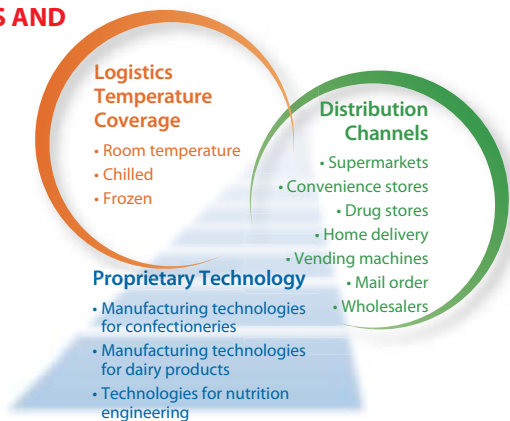 S AND
Logistics
Temperature
Coverage
• Room temperature
• Chilled
• Frozen
Distribution
Channels
• Supermarkets
• Convenience stores
• Drug stores
• Home delivery
• Vending machines
• Mail order
• Wholesalers
Proprietary Technology
• Manufacturing technologies
for confectioneries
• Manufacturing technologies
for dairy products
• Technologies for nutrition
engineering